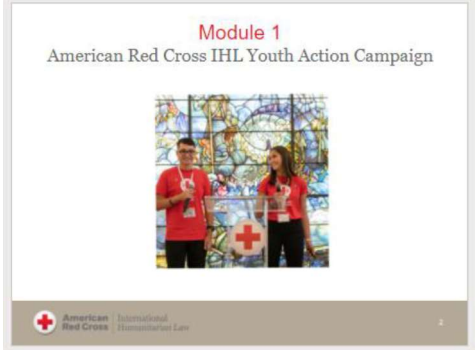 Module 1
American Red Cross IHL Youth Action Campaign
American
Red Cross
International
Humanitarian Law
2